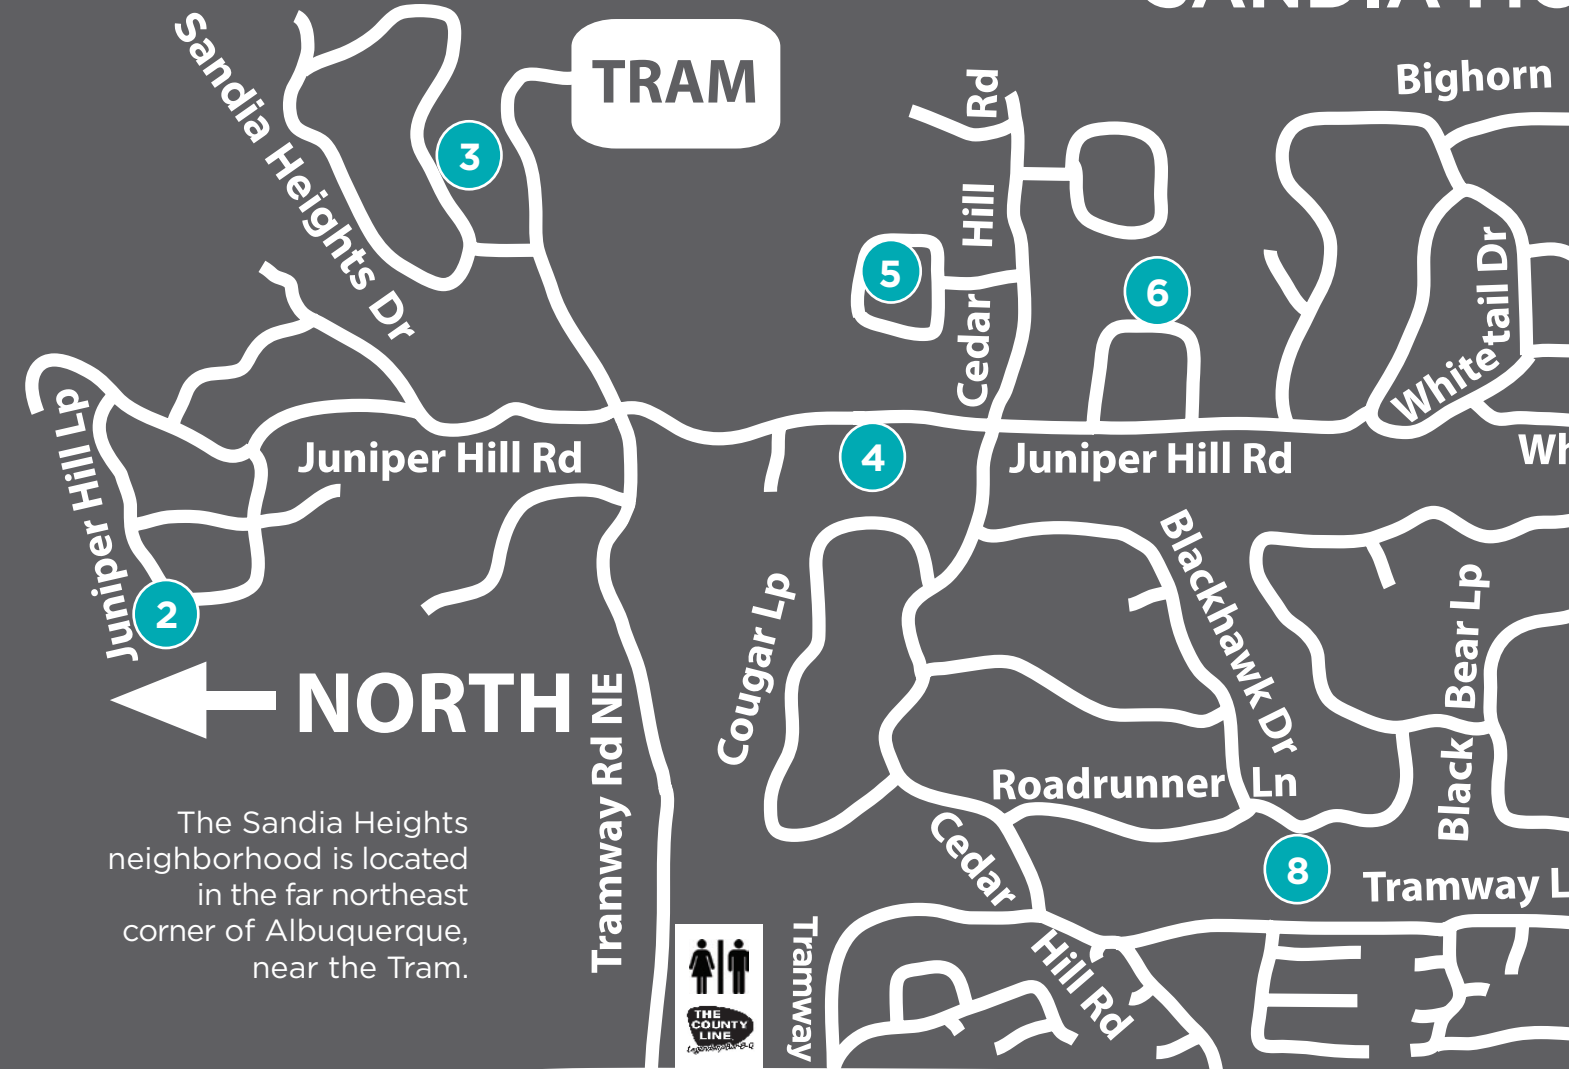 SANDIA
TRAM
Bighorn
Sandia Heights Dr
3
Cedar Hill Rd
5
6
Whitetail Dr
Juniper Hill Lp
Juniper Hill Rd
4
Juniper Hill Rd
Wh
2
NORTH
Tramway Rd NE
Cougar Lp
Blackhawk Dr
Black Bear Lp
Roadrunner Ln
The Sandia Heights
neighborhood is located
in the far northeast
corner of Albuquerque,
near the Tram.
Cedar Hill Rd
8
Tramway L
Tramway
THE
COUNTY
LINE